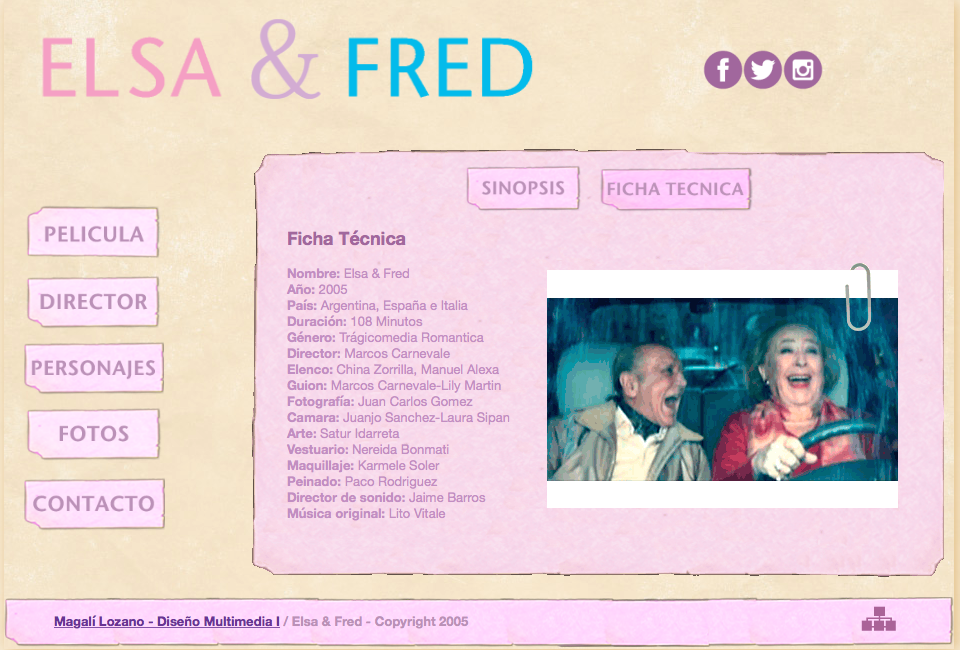 ELSA & FRED
SINOPSIS
FICHA TECNICA
PELICULA
DIRECTOR
PERSONAJES
FOTOS
CONTACTO
Ficha Técnica
Nombre: Elsa & Fred
Año: 2005
País: Argentina, España e Italia
Duración: 108 Minutos
Género: Trágicomedia Romantica
Director: Marcos Carnevale
Elenco: China Zorrilla, Manuel Alexa
Guion: Marcos Carnevale-Lily Martin
Fotografía: Juan Carlos Gomez
Camara: Juanjo Sanchez-Laura Sipan
Arte: Satur Idarreta
Vestuario: Nereida Bonmati
Maquillaje: Karmele Soler
Peinado: Paco Rodriguez
Director de sonido: Jaime Barros
Música original: Lito Vitale
Magalí Lozano - Diseño Multimedia I / Elsa & Fred - Copyright 2005